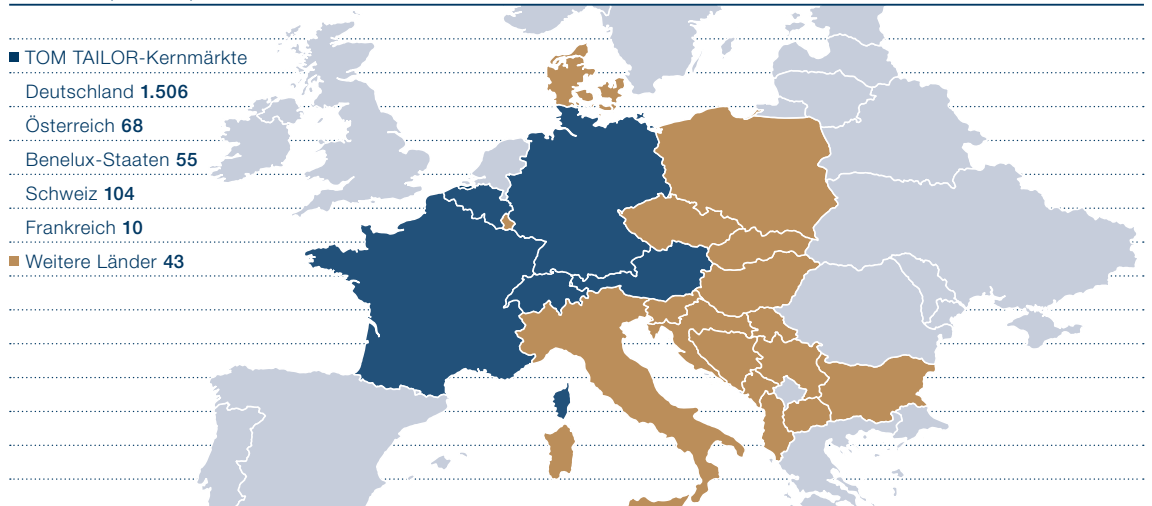 TOM TAILOR-Kernmärkte
Deutschland 1.506
Österreich 68
Benelux-Staaten 55
Schweiz 104
Frankreich 10
Weitere Länder 43